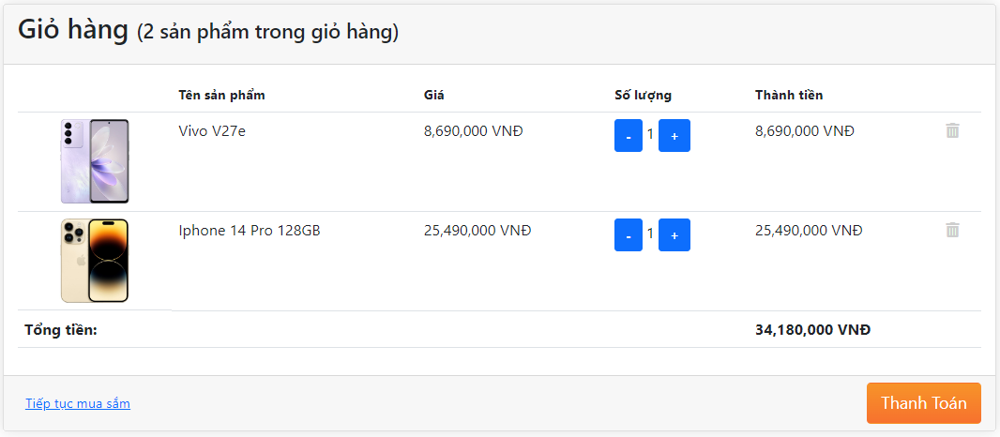 Giỏ hàng (2 sản phẩm trong giỏ hàng)
Tên sản phẩm Giá Số lượng Thành tiền
Vivo V27e 8,690,000 VNĐ - 1 + 8,690,000 VNĐ
Iphone 14 Pro 128GB 25,490,000 VNĐ - 1 + 25,490,000 VNĐ
Tổng tiền: 34,180,000 VNĐ
Tiếp tục mua sắm Thanh Toán